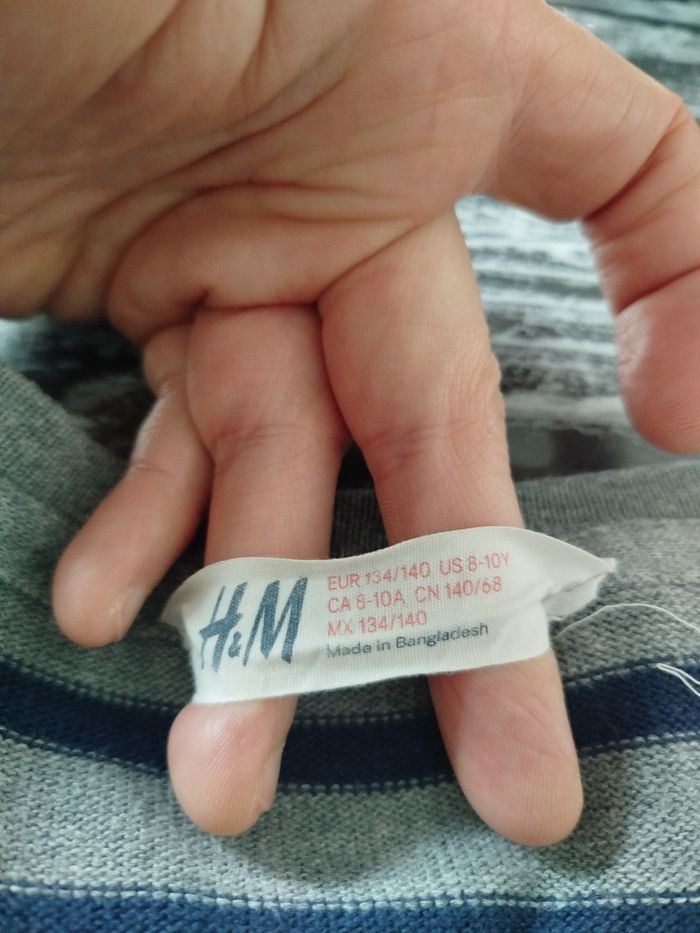 H&M
EUR 134/140 US 8-10Y
CA 8-10A CN 140/68
MX 134/140
Made in Bangladesh